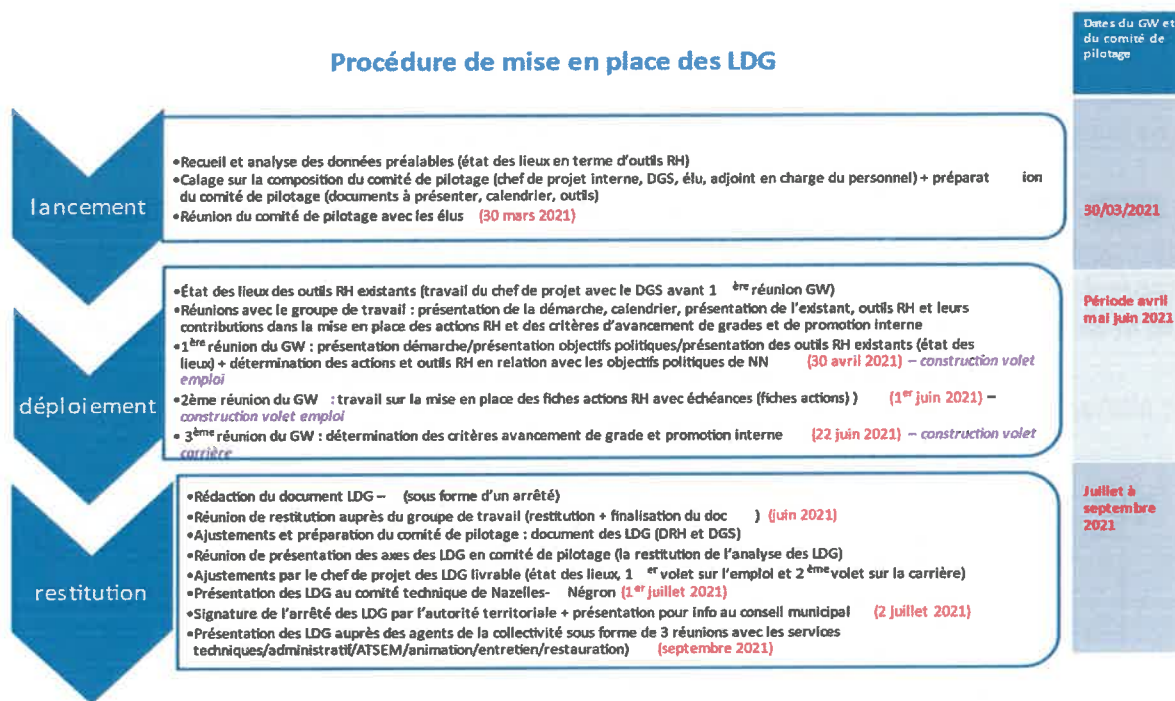 Procédure de mise en place des LDG
Dates du GW et
du comité de
pilotage
lancement
•Recueil et analyse des données préalables (état des lieux en terme d'outils RH)
•Calage sur la composition du comité de pilotage (chef de projet interne, DGS, élu, adjoint en charge du personnel) + préparat ion
du comité de pilotage (documents à présenter, calendrier, outils)
•Réunion du comité de pilotage avec les élus (30 mars 2021)
30/03/2021
déploiement
•État des lieux des outils RH existants (travail du chef de projet avec le DGS avant 1 ère réunion GW)
•Réunions avec le groupe de travail : présentation de la démarche, calendrier, présentation de l'existant, outils RH et leurs
contributions dans la mise en place des actions RH et des critères d'avancement de grades et de promotion interne
•1ère réunion du GW : présentation démarche/présentation objectifs politiques/présentation des outils RH existants (état des
lieux) + détermination des actions et outils RH en relation avec les objectifs politiques de NN (30 avril 2021) – construction volet
emploi
•2ème réunion du GW : travail sur la mise en place des fiches actions RH avec échéances (fiches actions) ) (1er juin 2021) –
construction volet emploi
• 3ème réunion du GW : détermination des critères avancement de grade et promotion interne (22 juin 2021) – construction volet
carrière
Période avril
mai juin 2021
restitution
•Rédaction du document LDG – (sous forme d'un arrêté)
•Réunion de restitution auprès du groupe de travail (restitution + finalisation du doc ) (juin 2021)
•Ajustements et préparation du comité de pilotage : document des LDG (DRH et DGS)
•Réunion de présentation des axes des LDG en comité de pilotage (la restitution de l'analyse des LDG)
•Ajustements par le chef de projet des LDG livrable (état des lieux, 1 er volet sur l'emploi et 2 ème volet sur la carrière)
•Présentation des LDG au comité technique de Nazelles- Négron (1er juillet 2021)
•Signature de l'arrêté des LDG par l'autorité territoriale + présentation pour info au conseil municipal (2 juillet 2021)
•Présentation des LDG auprès des agents de la collectivité sous forme de 3 réunions avec les services
techniques/administratif/ATSEM/animation/entretien/restauration) (septembre 2021)
Juillet à
septembre
2021